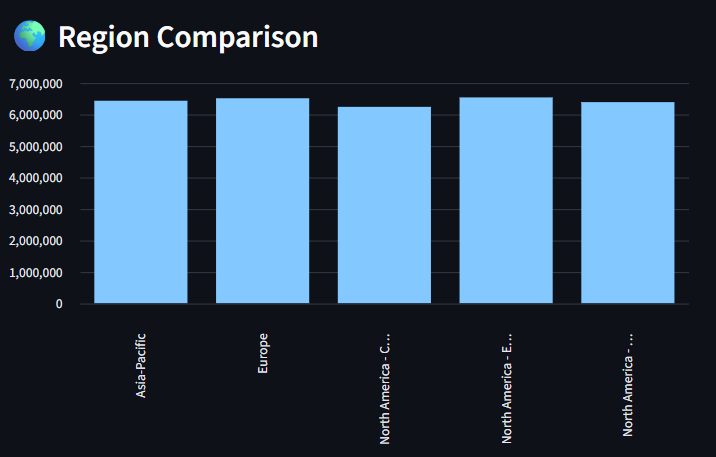 Region Comparison
7,000,000
6,000,000
5,000,000
4,000,000
3,000,000
2,000,000
1,000,000
0
Asia-Pacific
Europe
North America - C...
North America - E...
North America - ...